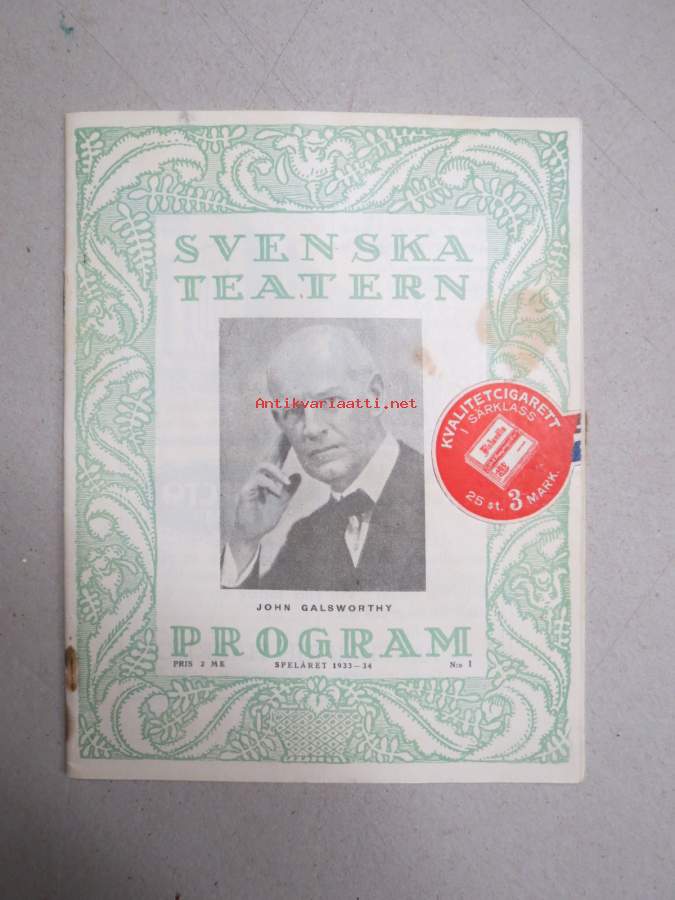 SVENSKA
TEATERN
Antikvariaatti.net
KVALITETCIGARETT
I SÄRKLASS
25 st. 3 MARK.
JOHN GALSWORTHY
PROGRAM
PRIS 2 MK SPELÅRET 1933—34 N:o 1